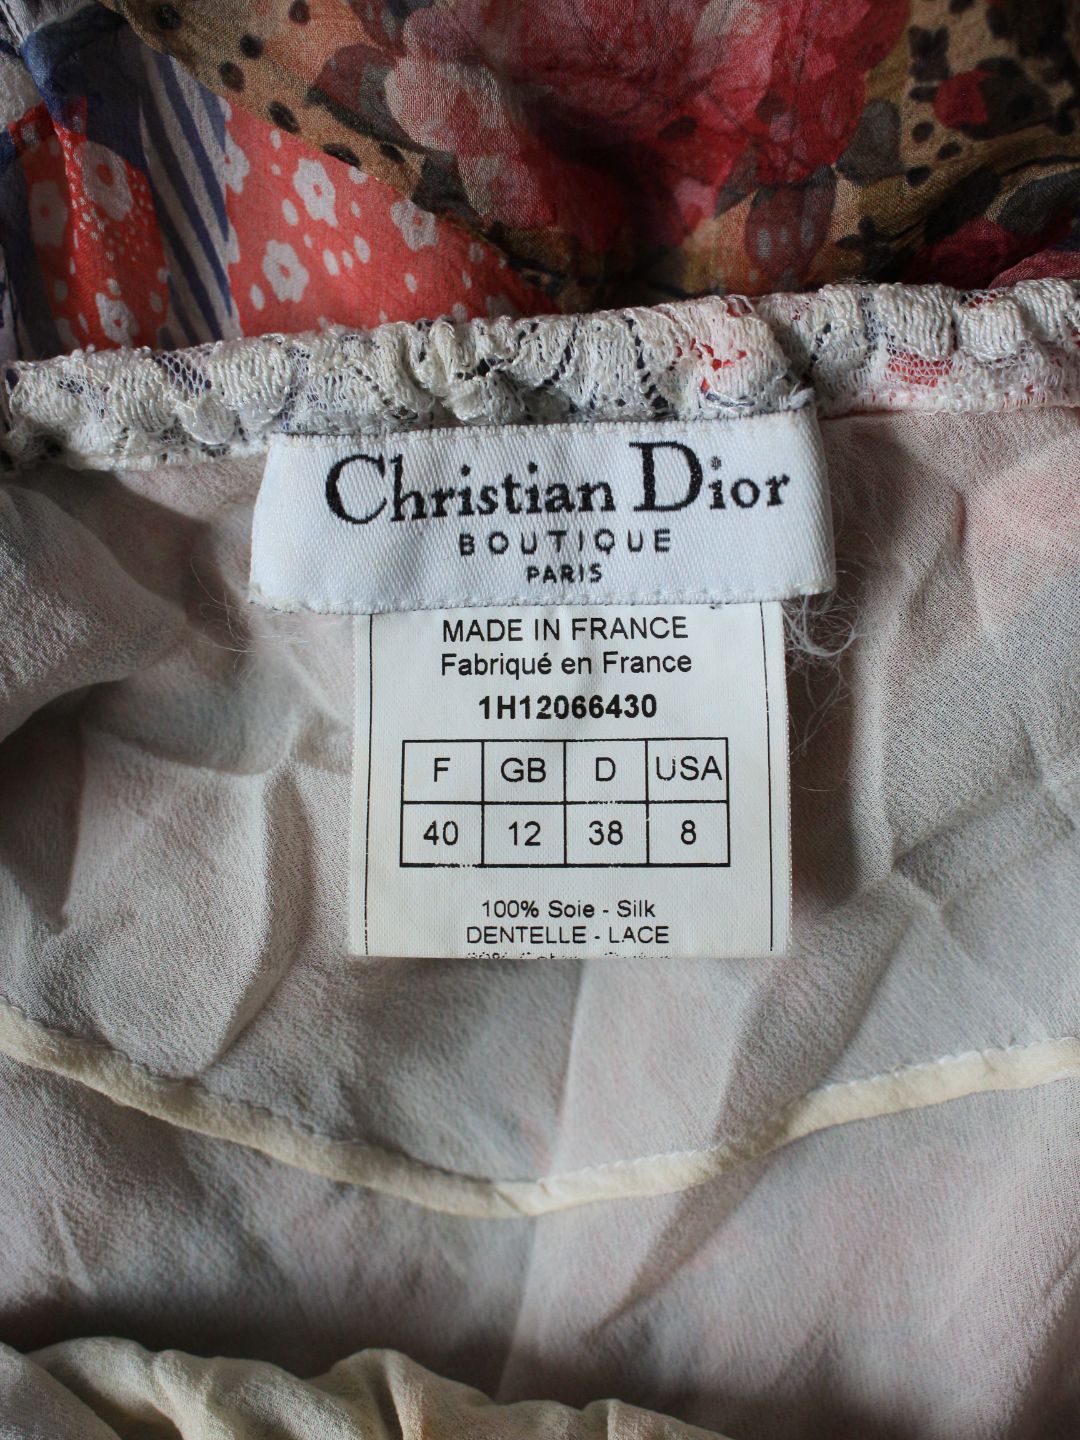 Christian Dior
BOUTIQUE
PARIS
MADE IN FRANCE
Fabriqué en France
1H12066430
F GB D USA
40 12 38 8
100% Soie - Silk
DENTELLE - LACE